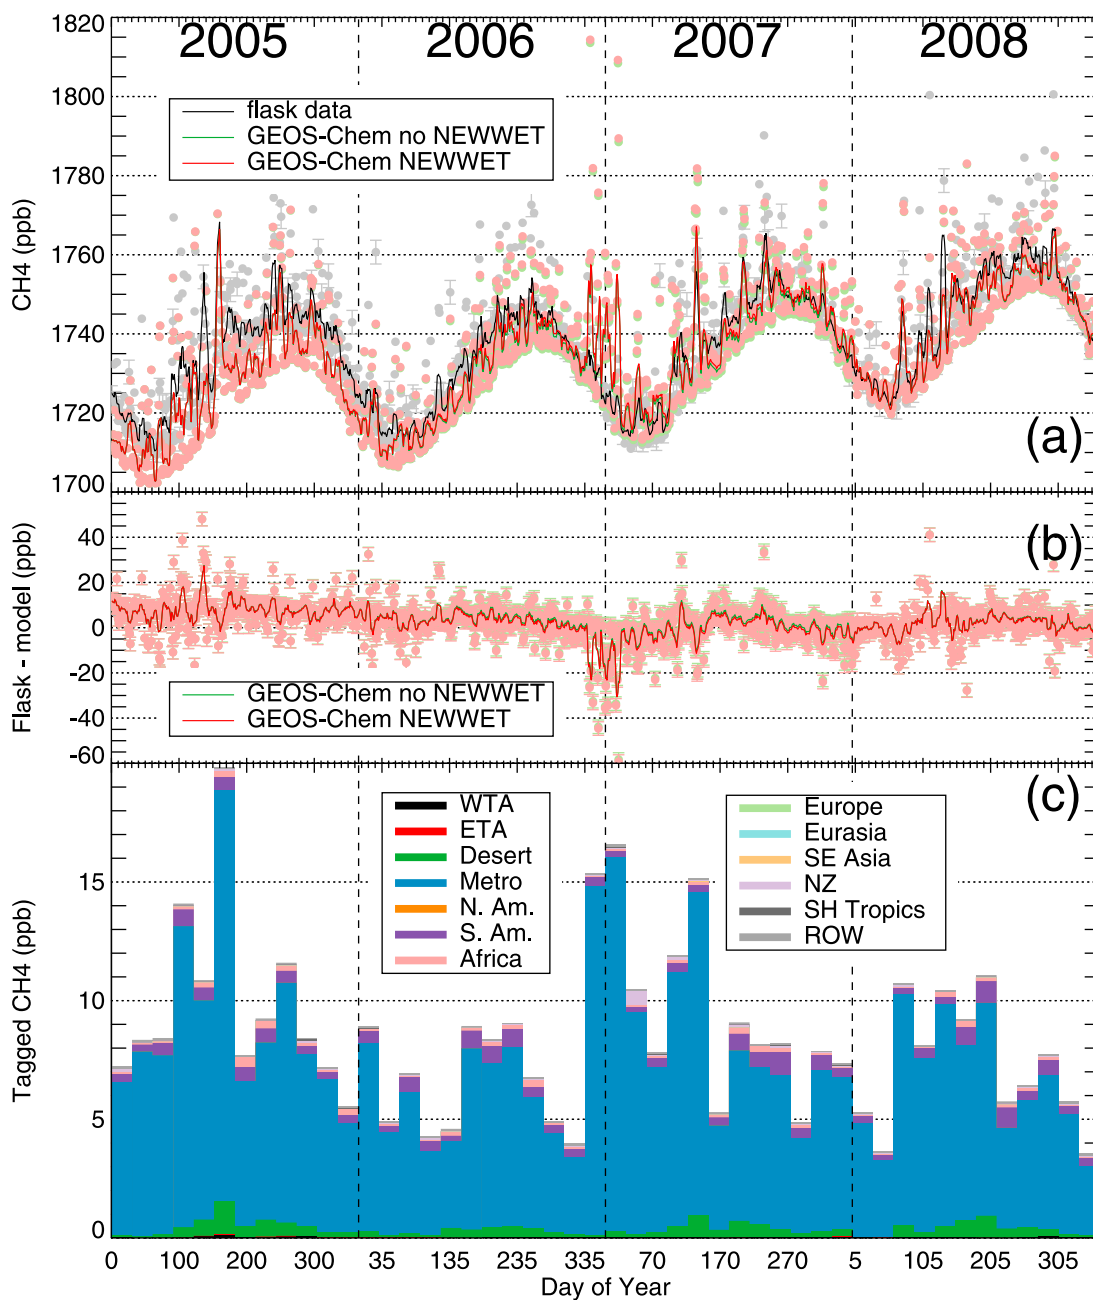 1820
2005 2006 2007 2008
1800
flask data
GEOS-Chem no NEWWET
GEOS-Chem NEWWET
1780
1760
1740
1720
1700
CH4 (ppb)
(a)
40
20
0
-20
-40
-60
Flask - model (ppb)
(b)
GEOS-Chem no NEWWET
GEOS-Chem NEWWET
(c)
WTA
ETA
Desert
Metro
N. Am.
S. Am.
Africa
Europe
Eurasia
SE Asia
NZ
SH Tropics
ROW
15
10
5
0
Tagged CH4 (ppb)
0 100 200 300 35 135 235 335 70 170 270 5 105 205 305
Day of Year